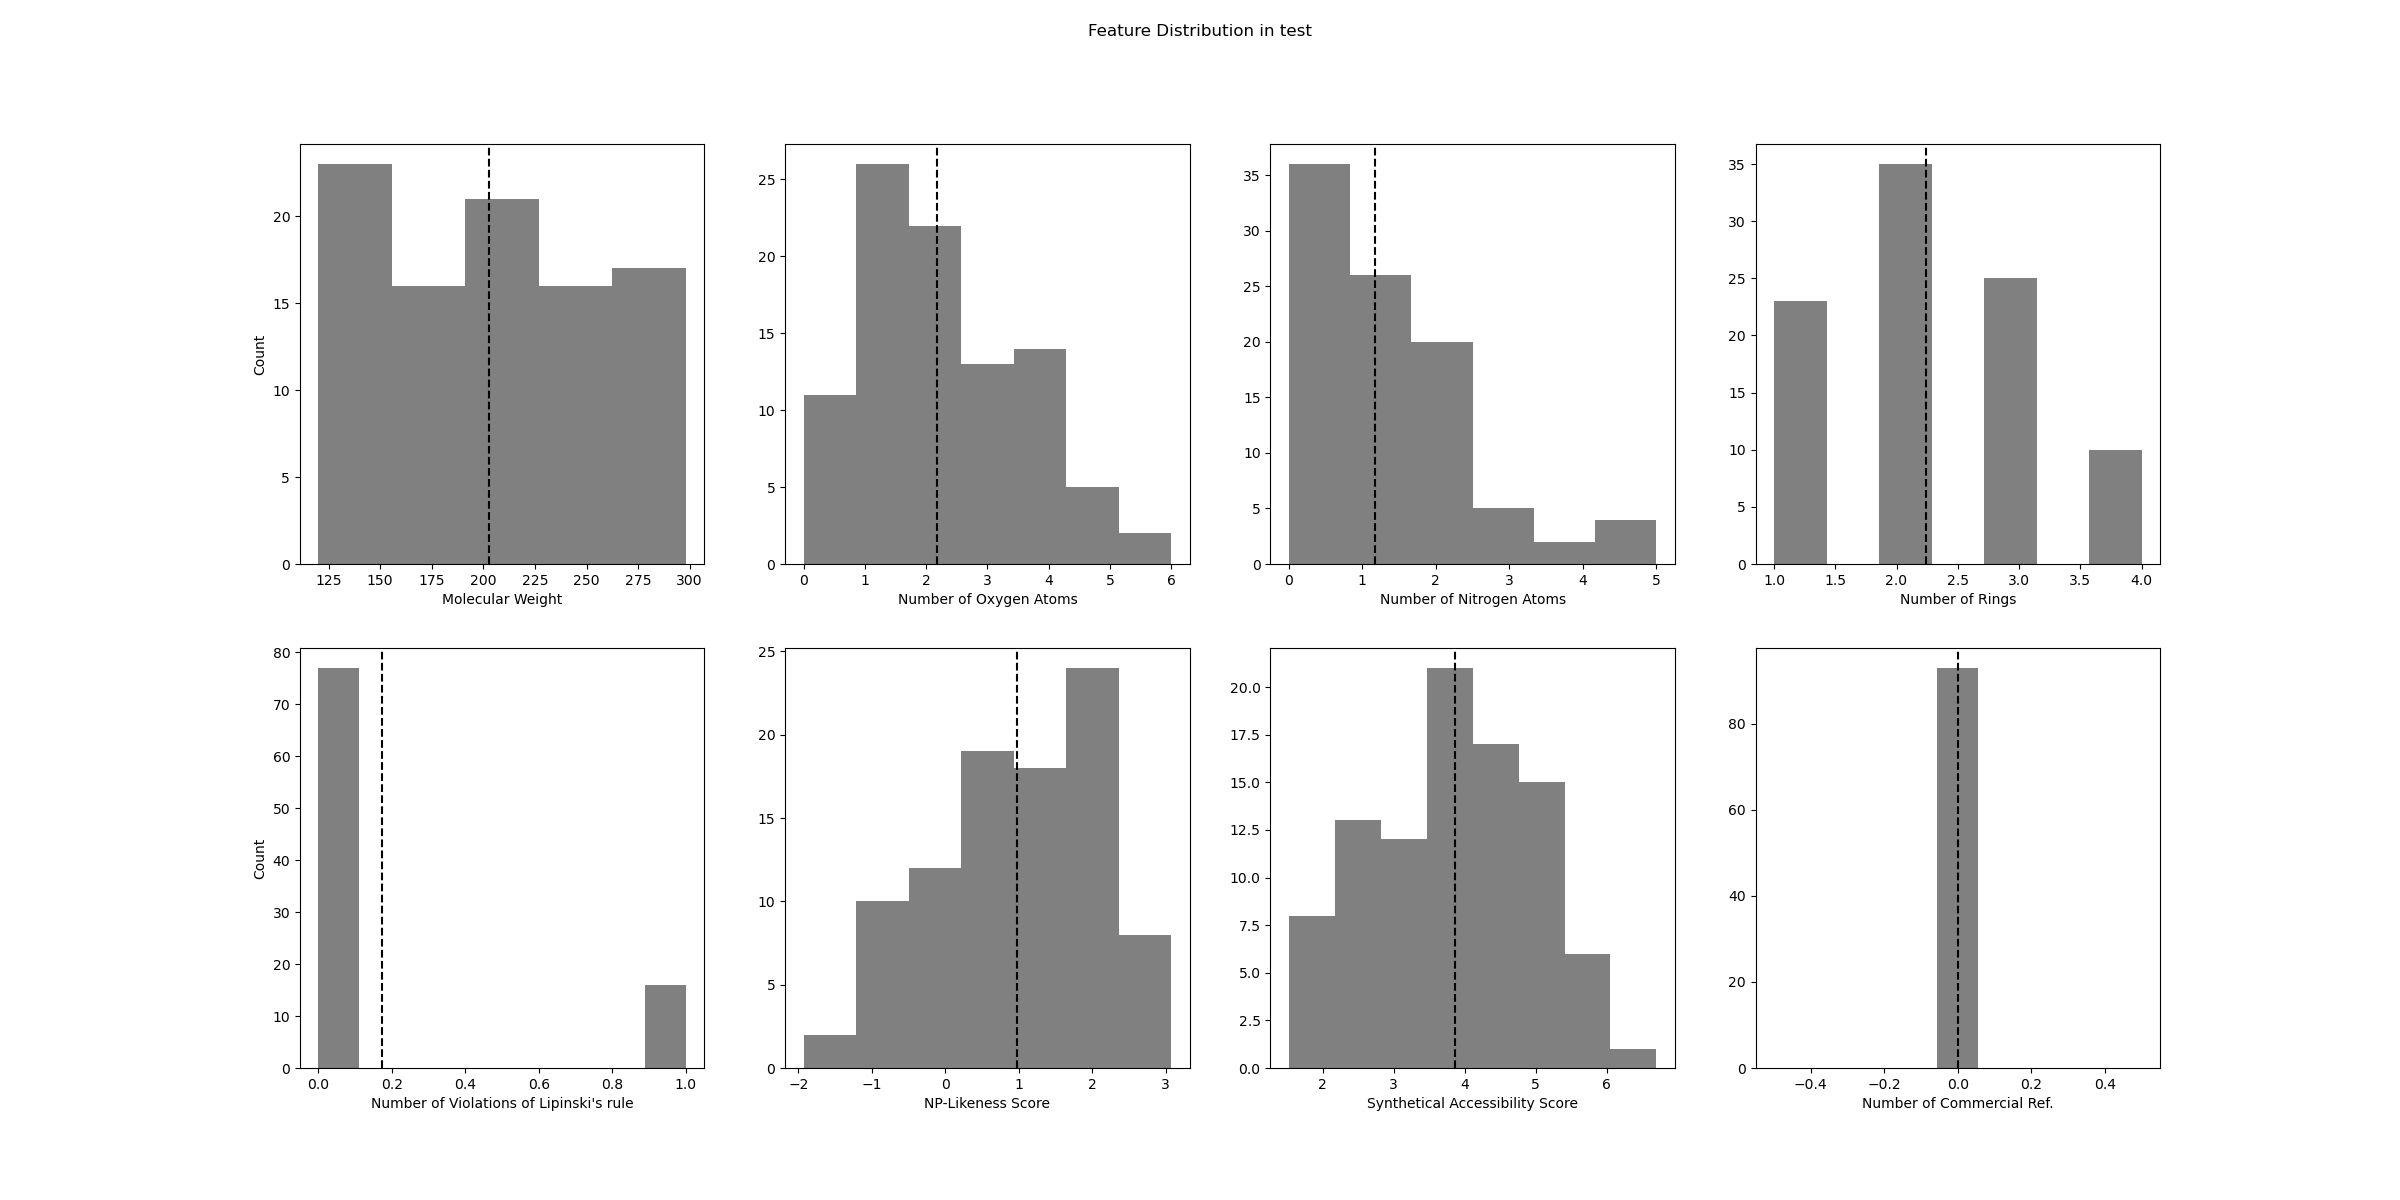 Feature Distribution in test
Count
20
15
10
5
0
125 150 175 200 225 250 275 300
Molecular Weight
25
20
15
10
5
0
0 1 2 3 4 5 6
Number of Oxygen Atoms
35
30
25
20
15
10
5
0
0 1 2 3 4 5
Number of Nitrogen Atoms
35
30
25
20
15
10
5
0
1.0 1.5 2.0 2.5 3.0 3.5 4.0
Number of Rings
Count
80
70
60
50
40
30
20
10
0
0.0 0.2 0.4 0.6 0.8 1.0
Number of Violations of Lipinski's rule
25
20
15
10
5
0
−2 −1 0 1 2 3
NP-Likeness Score
20.0
17.5
15.0
12.5
10.0
7.5
5.0
2.5
0.0
2 3 4 5 6
Synthetical Accessibility Score
80
60
40
20
0
−0.4 −0.2 0.0 0.2 0.4
Number of Commercial Ref.